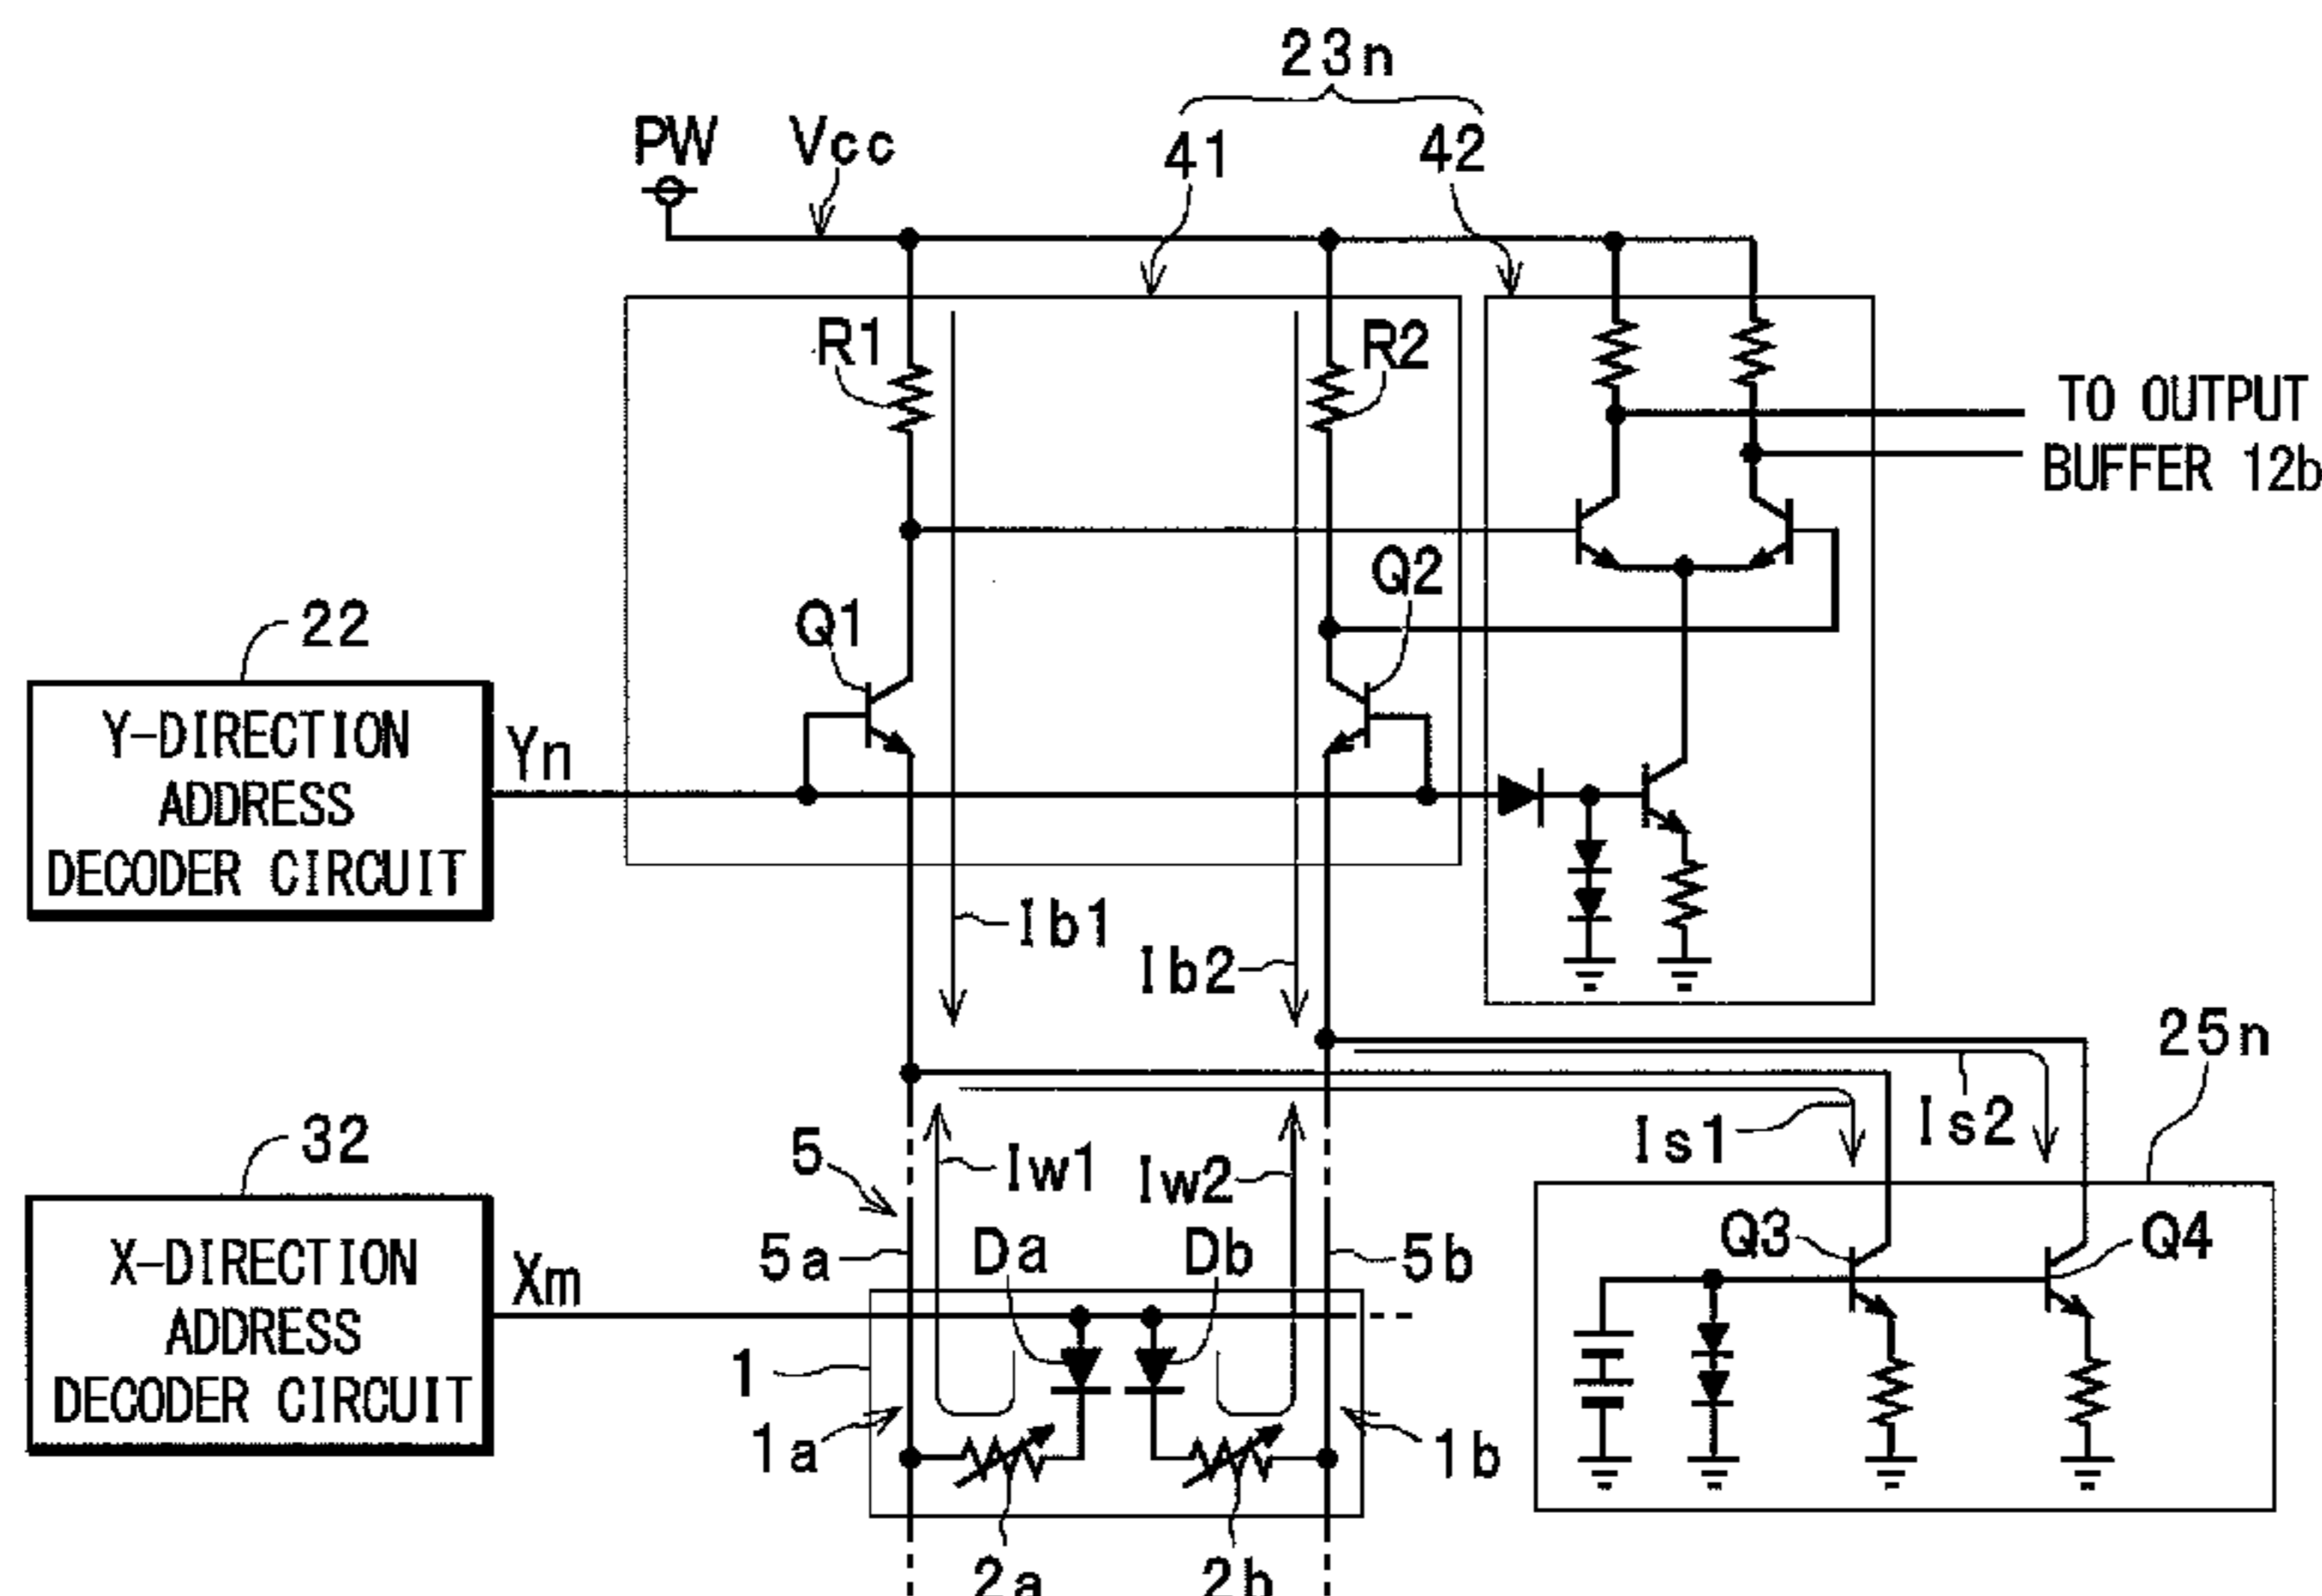 23n
PW Vcc 41 42
R1 R2
TO OUTPUT
BUFFER 12b
Q1 Q2
22
Y-DIRECTION
ADDRESS
DECODER CIRCUIT
Yn
Ib1 Ib2
25n
Is1 Is2
32
X-DIRECTION
ADDRESS
DECODER CIRCUIT
Xm
5 Iw1 Iw2
5a Da Db 5b
Q3 Q4
1
1a 1b
2a 2b